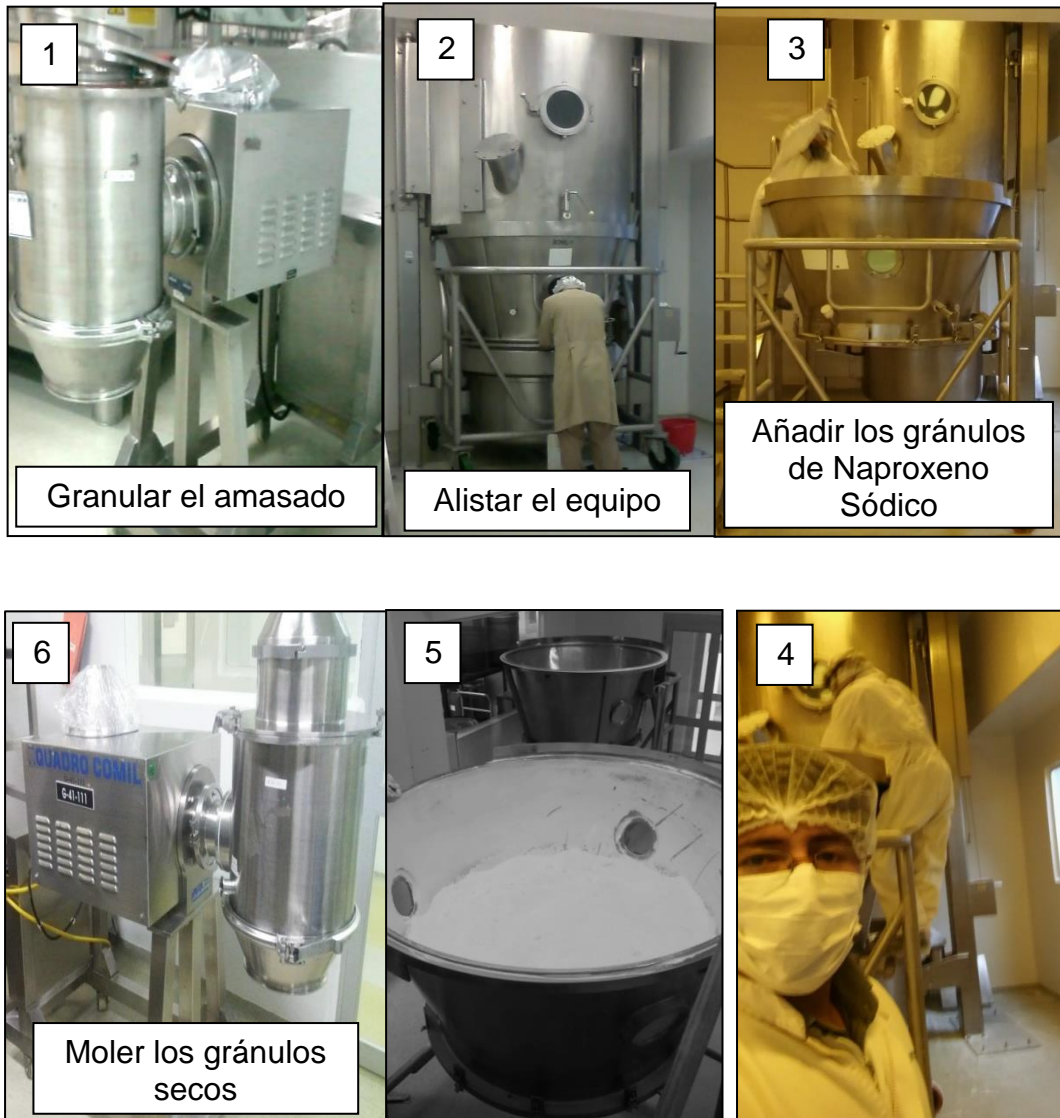 1
2
3
Granular el amasado
Alistar el equipo
Añadir los gránulos
de Naproxeno
Sódico
6
5
4
QUADRO COMIL
G-41-111
Moler los gránulos
secos